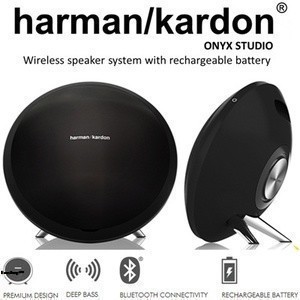 harman/kardon®
ONYX STUDIO
Wireless speaker system with rechargeable battery
harman/kardon
PREMIUM DESIGN
DEEP BASS
BLUETOOTH CONNECTIVITY
RECHARGEABLE BATTERY